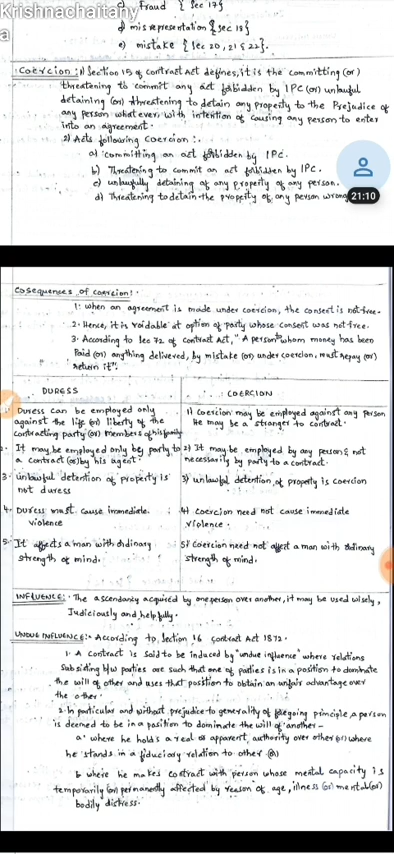 Krishnachaitany
a
c) Fraud { Sec 17}
d) misrepresentation { sec 18}
e) mistake { sec 20, 21 & 22}.
Coercion: 1) Section 15 of contract Act defines, it is the committing (or)
threatening to commit any act forbidden by IPC (or) unlawful
detaining (or) threatening to detain any property to the Prejudice of
any person whatever, with intention of causing any person to enter
into an agreement.
2) Acts following Coercion :-
a) committing an act forbidden by IPC.
b) Threatening to commit an act forbidden by IPC.
c) unlawfully detaining of any property of any person.
d) Threatening to detain the property of any person wrong
21:10
Cosequences of coercion:
1. when an agreement is made under coercion, the consent is not free.
2. Hence, it is voidable at option of party whose consent was not free.
3. According to sec 72 of Contract Act, "A person to whom money has been
Paid (or) anything delivered, by mistake (or) under coercion, must repay (or)
return it".
DURESS COERCION
1. Duress can be employed only 1) Coercion may be employed against any Person
against the life (or) liberty of the He may be a stranger to contract.
contracting party (or) members of his family
2. It may be employed only by party to 2) It may be employed by any person & not
a contract (or) by his agent. necessarily by party to a contract.
3. unlawful detention of property is 3) unlawful detention of property is coercion
not duress
4. Duress must cause immediate 4) Coercion need not cause immediate
violence violence.
5. It affects a man with ordinary 5) Coercion need not affect a man with ordinary
strength of mind. strength of mind.
INFLUENCE: The ascendancy acquired by one person over another, it may be used wisely,
Judiciously and helpfully.
UNDUE INFLUENCE:- According to Section 16 Contract Act 1872.
1. A contract is said to be induced by "undue influence" where relations
Subsiding b/w parties are such that one of parties is in a position to dominate
the will of other and uses that position to obtain an unfair advantage over
the other.
2. In particular and without prejudice to generality of foregoing principle, a person
is deemed to be in a position to dominate the will of another -
a. where he holds a real or apparent authority over other (or) where
he stands in a fiduciary relation to other (or)
b. where he makes contract with person whose mental capacity is
temporarily (or) permanently affected by reason of age, illness (or) mental (or)
bodily distress.